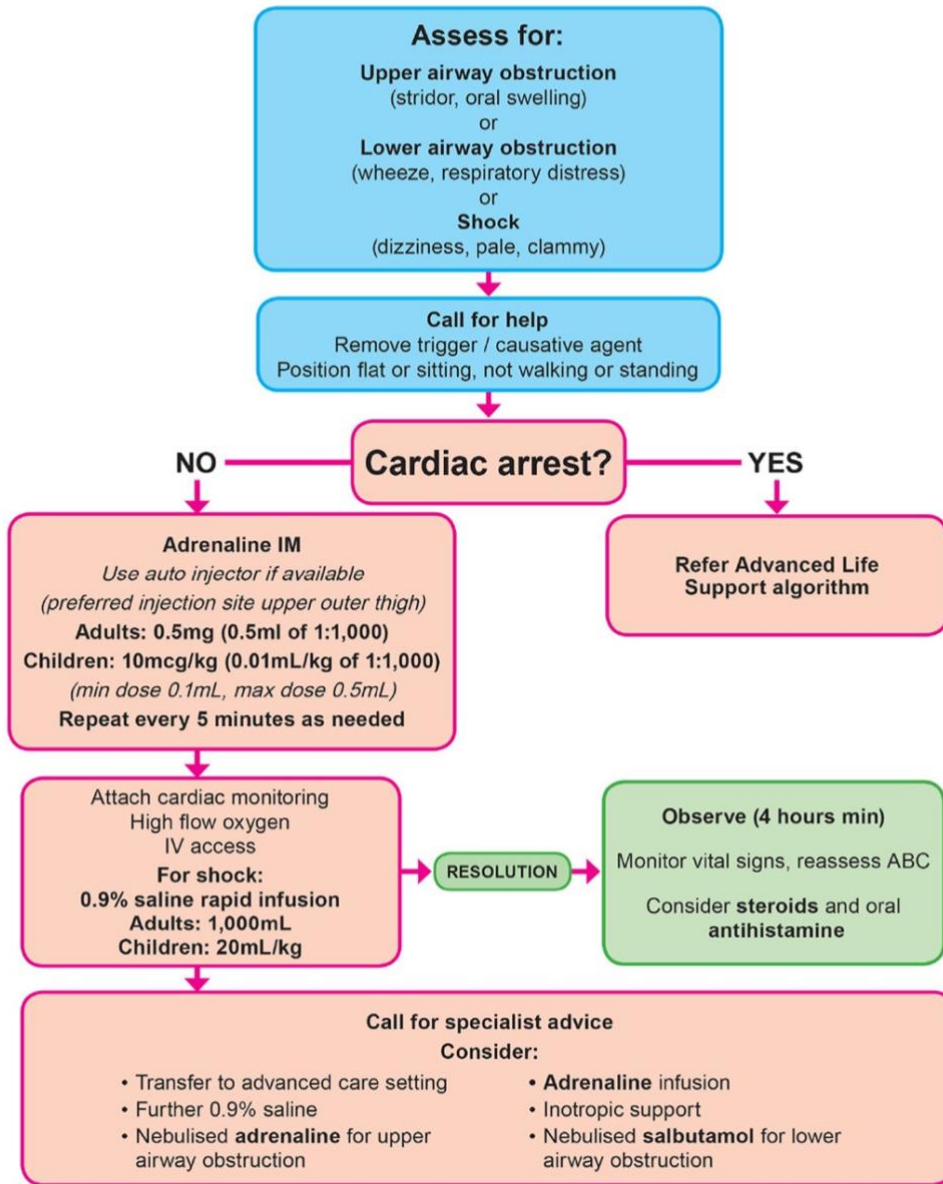 Assess for:
Upper airway obstruction
(stridor, oral swelling)
or
Lower airway obstruction
(wheeze, respiratory distress)
or
Shock
(dizziness, pale, clammy)
Call for help
Remove trigger / causative agent
Position flat or sitting, not walking or standing
Cardiac arrest?
NO
YES
Adrenaline IM
Use auto injector if available
(preferred injection site upper outer thigh)
Adults: 0.5mg (0.5ml of 1:1,000)
Children: 10mcg/kg (0.01mL/kg of 1:1,000)
(min dose 0.1mL, max dose 0.5mL)
Repeat every 5 minutes as needed
Refer Advanced Life
Support algorithm
Attach cardiac monitoring
High flow oxygen
IV access
For shock:
0.9% saline rapid infusion
Adults: 1,000mL
Children: 20mL/kg
RESOLUTION
Observe (4 hours min)
Monitor vital signs, reassess ABC
Consider steroids and oral
antihistamine
Call for specialist advice
Consider:
• Transfer to advanced care setting
• Further 0.9% saline
• Nebulised adrenaline for upper
airway obstruction
• Adrenaline infusion
• Inotropic support
• Nebulised salbutamol for lower
airway obstruction